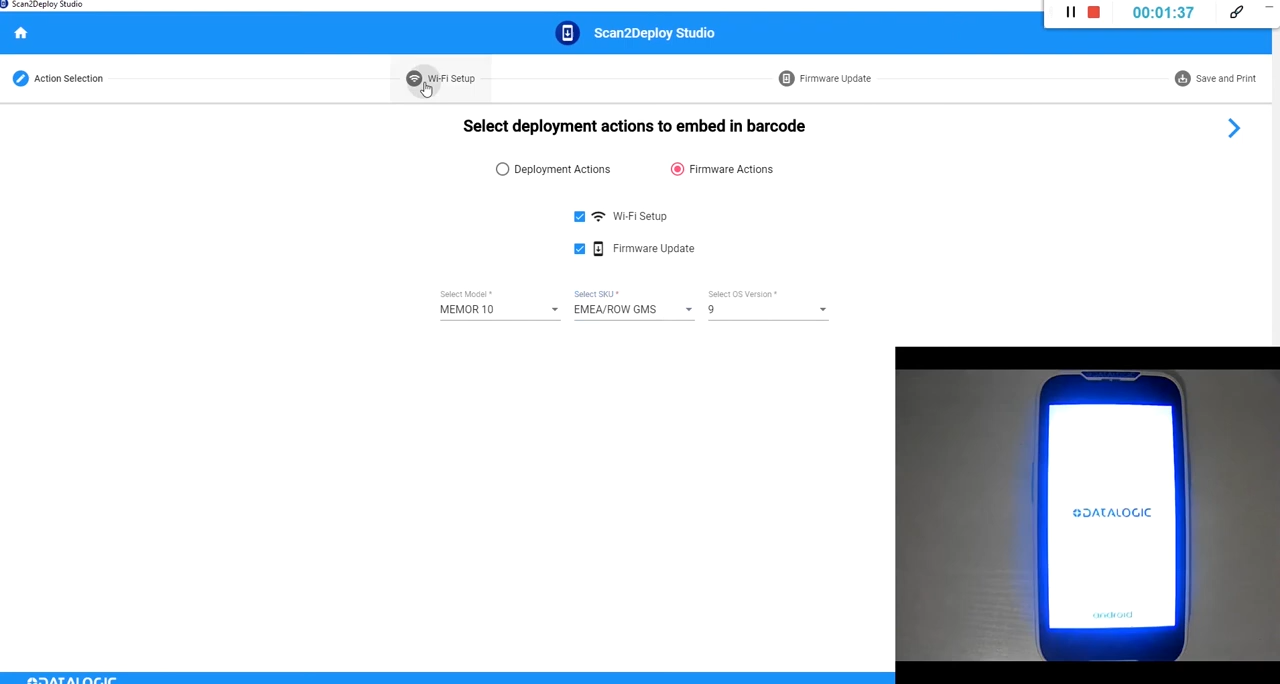 Scan2Deploy Studio
00:01:37
Scan2Deploy Studio
Action Selection
Wi-Fi Setup
Firmware Update
Save and Print
Select deployment actions to embed in barcode
Deployment Actions
Firmware Actions
Wi-Fi Setup
Firmware Update
Select Model *
Select SKU *
Select OS Version *
MEMOR 10
EMEA/ROW GMS
9
DATALOGIC
android
DATALOGIC